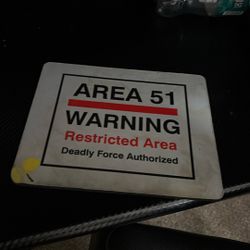 AREA 51
WARNING
Restricted Area
Deadly Force Authorized